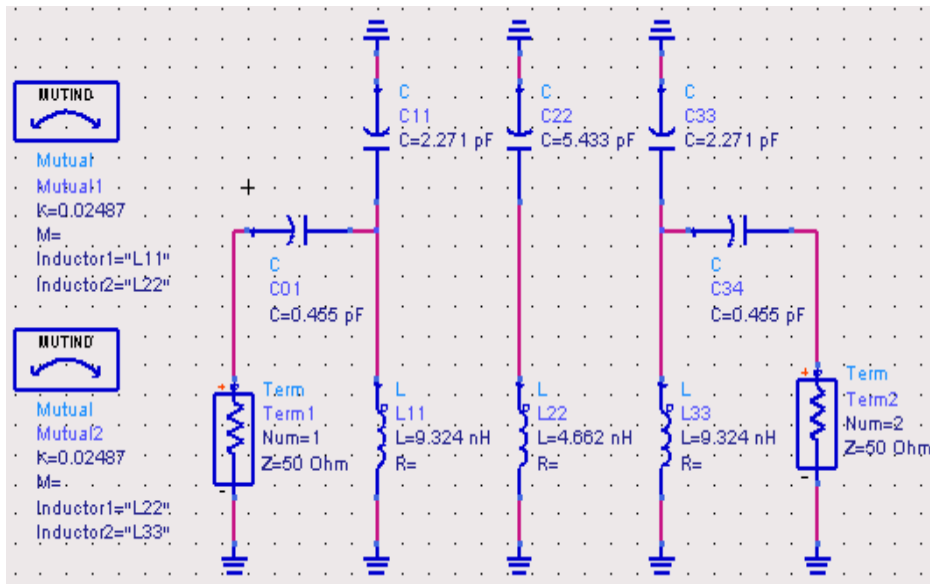 MUTIND
Mutual
Mutual1
K=0.02487
M=
Inductor1="L11"
Inductor2="L22"
MUTIND
Mutual
Mutual2
K=0.02487
M=
Inductor1="L22"
Inductor2="L33"
C
C11
C=2.271 pF
C
C22
C=5.433 pF
C
C33
C=2.271 pF
C
C01
C=0.455 pF
C
C34
C=0.455 pF
+
Term
Term1
Num=1
Z=50 Ohm
-
L
L11
L=9.324 nH
R=
L
L22
L=4.662 nH
R=
L
L33
L=9.324 nH
R=
+
Term
Term2
Num=2
Z=50 Ohm
-